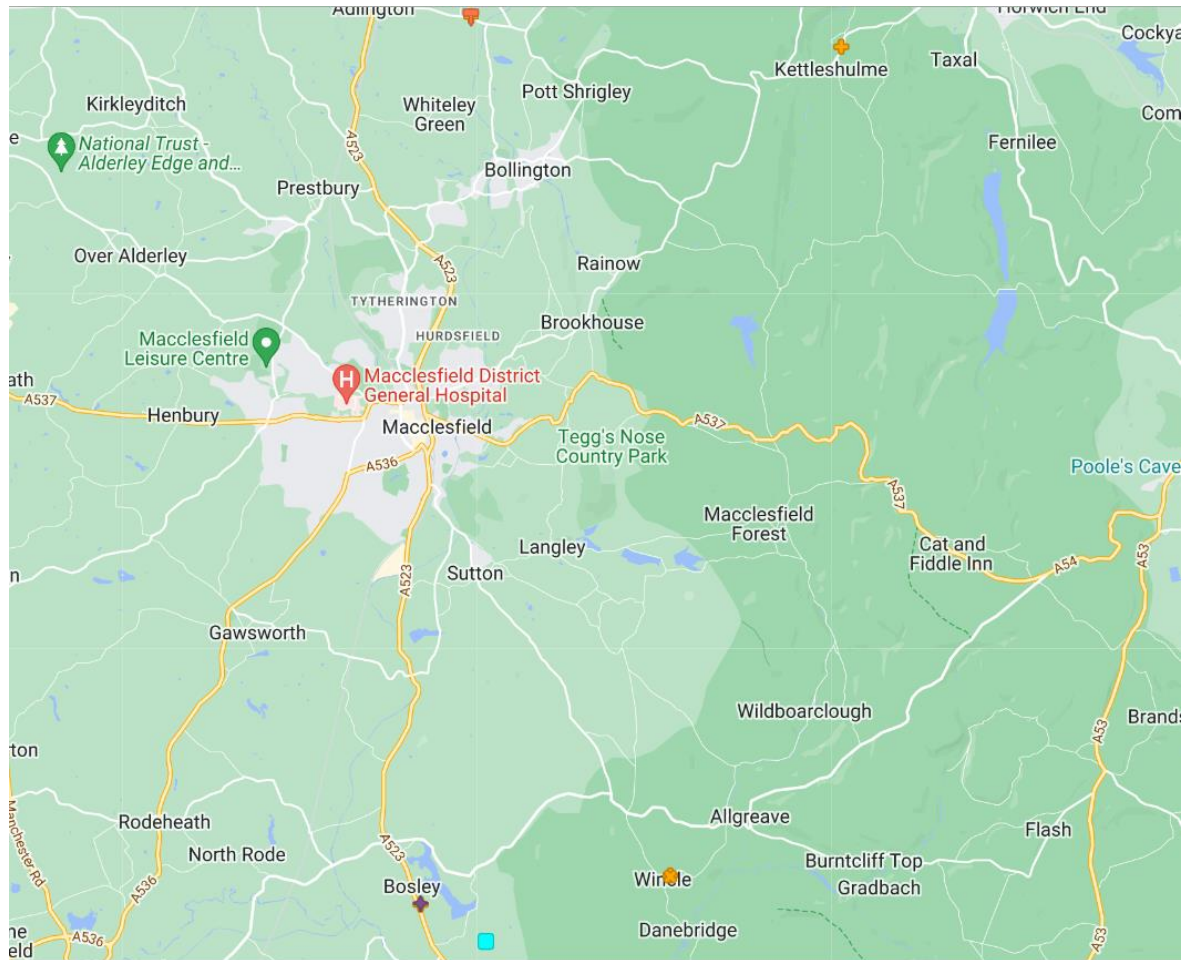 Adlington
Horwich End
Cockya
Kettleshulme
Taxal
Kirkleyditch
Whiteley
Green
Pott Shrigley
Com
e
National Trust -
Alderley Edge and...
A523
Fernilee
Bollington
Prestbury
Over Alderley
Rainow
A523
TYTHERINGTON
HURDSFIELD
Brookhouse
Macclesfield
Leisure Centre
ath
A537
H
Macclesfield District
General Hospital
Henbury
Macclesfield
A537
Tegg's Nose
Country Park
A536
Poole's Cave
A537
Macclesfield
Forest
Cat and
Fiddle Inn
Langley
A53
A54
n
Sutton
A523
Gawsworth
Wildboarclough
Brands
A53
rton
Manchester Rd
Rodeheath
Allgreave
Flash
A523
North Rode
A536
Burntcliff Top
Gradbach
Bosley
Wincle
Danebridge
ne
eld
A536
A53